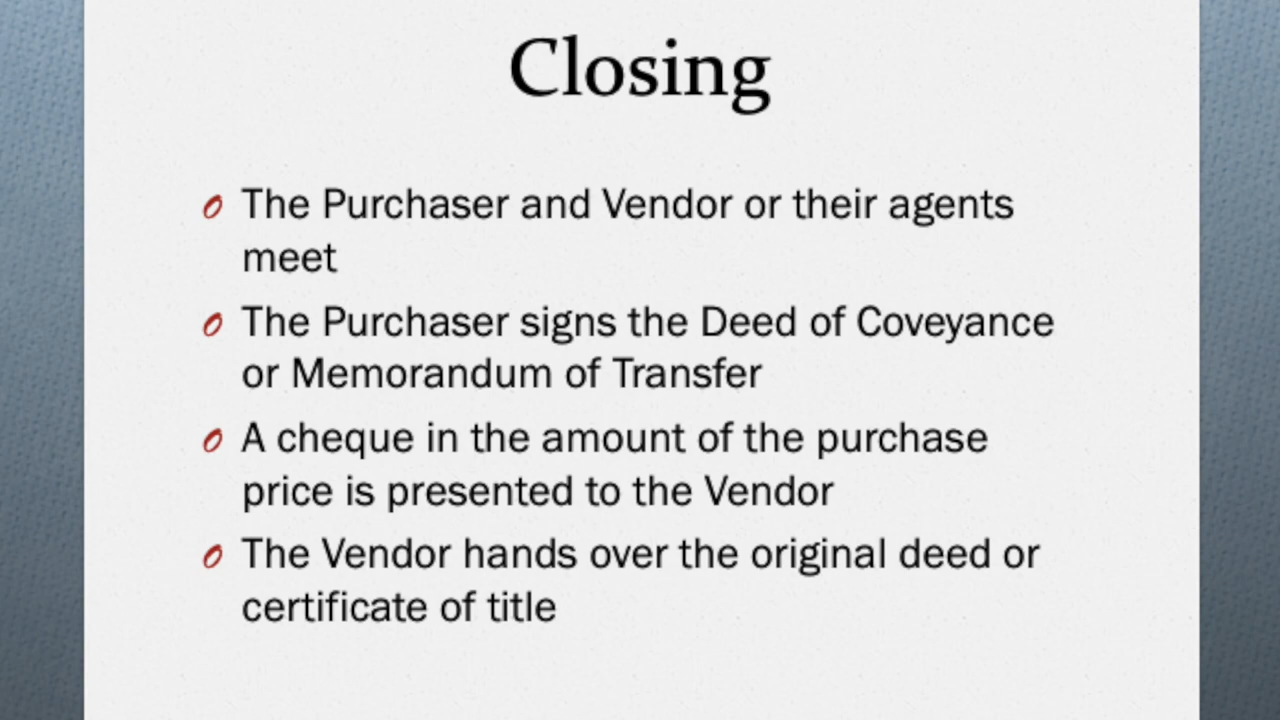 Closing
The Purchaser and Vendor or their agents
meet
The Purchaser signs the Deed of Coveyance
or Memorandum of Transfer
A cheque in the amount of the purchase
price is presented to the Vendor
The Vendor hands over the original deed or
certificate of title